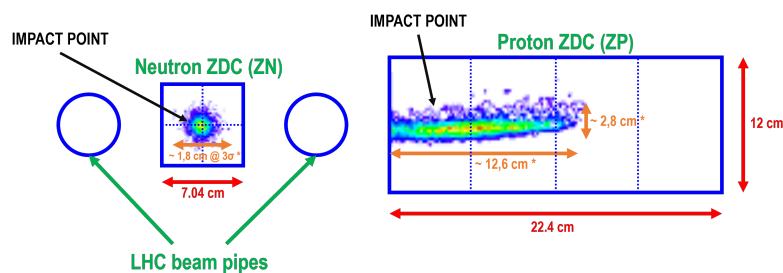 IMPACT POINT
Neutron ZDC (ZN)
~ 1,8 cm @ 3σ *
7.04 cm
LHC beam pipes
IMPACT POINT
Proton ZDC (ZP)
~ 2,8 cm *
12 cm
~ 12,6 cm *
22.4 cm